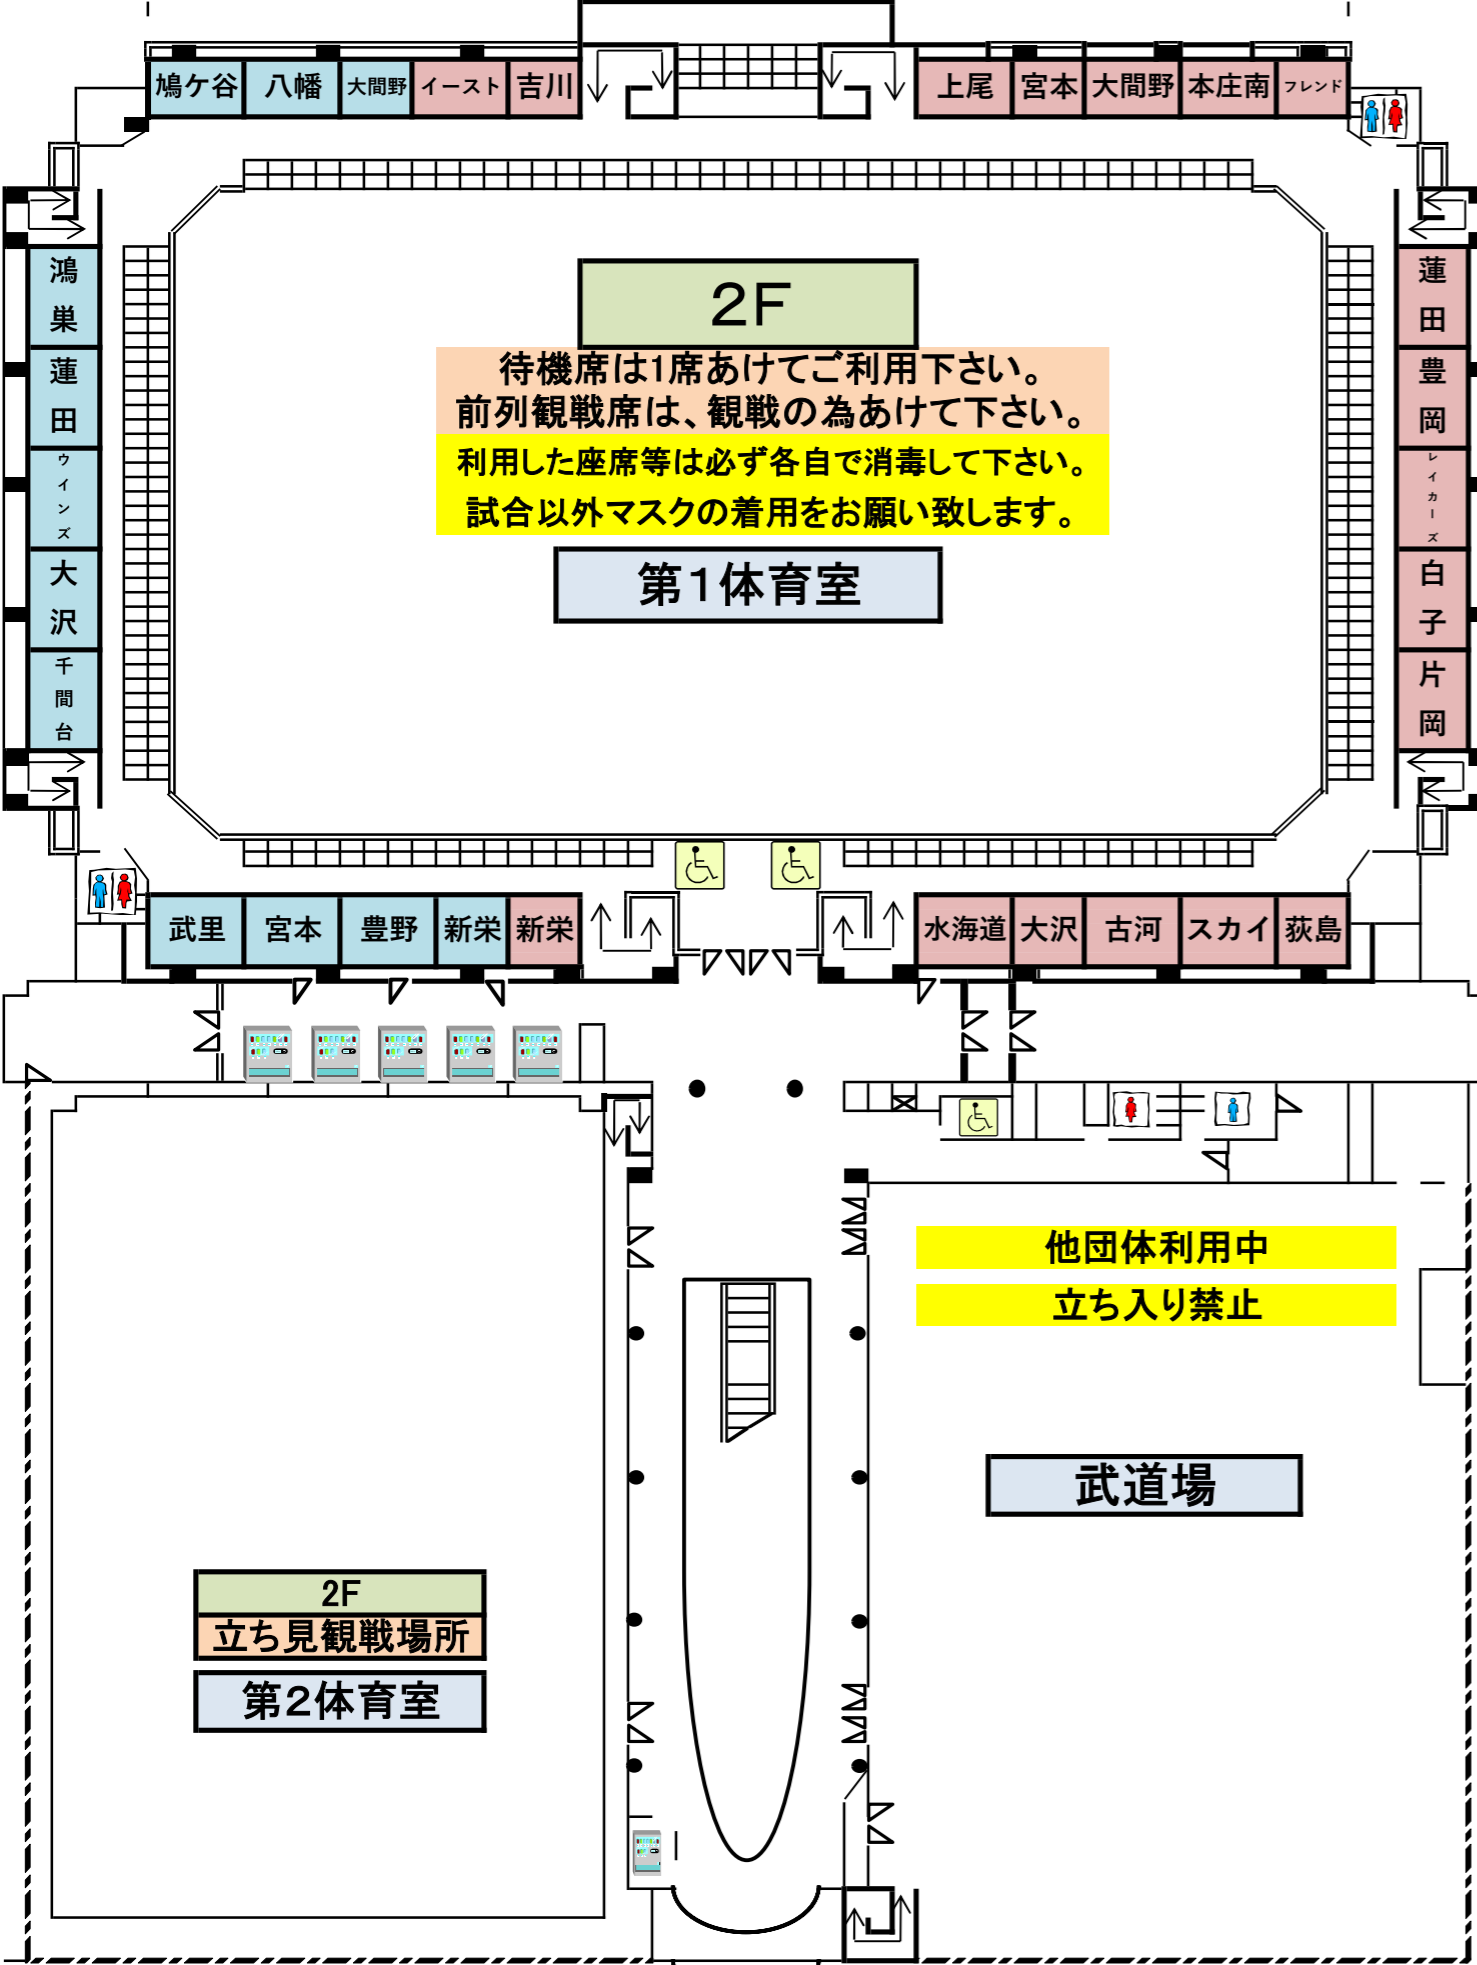 鳩ケ谷 八幡 大間野 イースト 吉川 上尾 宮本 大間野 本庄南 フレンド
鴻巣
蓮田
ウインズ
大沢
千間台
2F
待機席は1席あけてご利用下さい。
前列観戦席は、観戦の為あけて下さい。
利用した座席等は必ず各自で消毒して下さい。
試合以外マスクの着用をお願い致します。
第1体育室
蓮田
豊岡
レイカーズ
白子
片岡
武里 宮本 豊野 新栄 新栄 水海道 大沢 古河 スカイ 荻島
他団体利用中
立ち入り禁止
武道場
2F
立ち見観戦場所
第2体育室